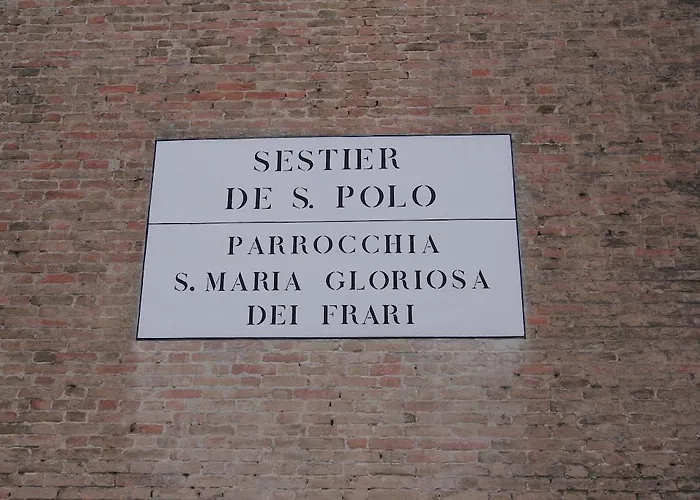 SESTIER
DE S. POLO
PARROCCHIA
S. MARIA GLORIOSA
DEI FRARI